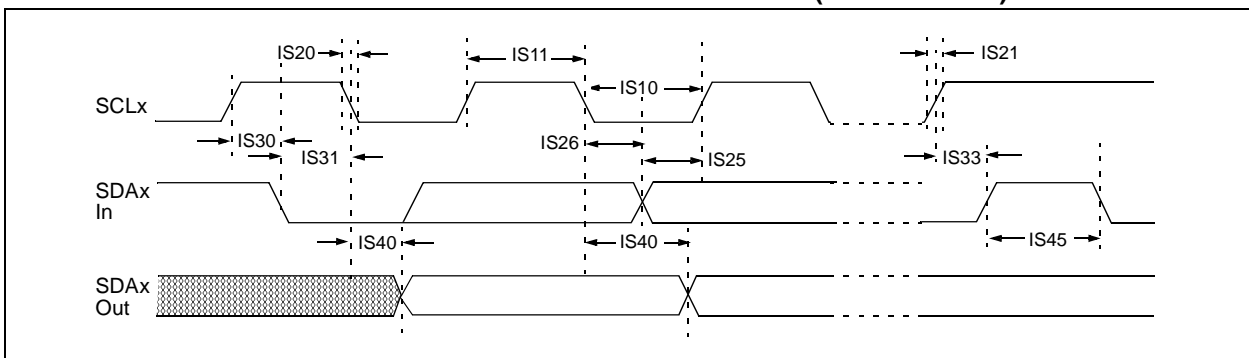 IS20
IS11
IS21
IS10
SCLx
IS30
IS31
IS26
IS25
IS33
SDAx
In
IS40
IS40
IS45
SDAx
Out